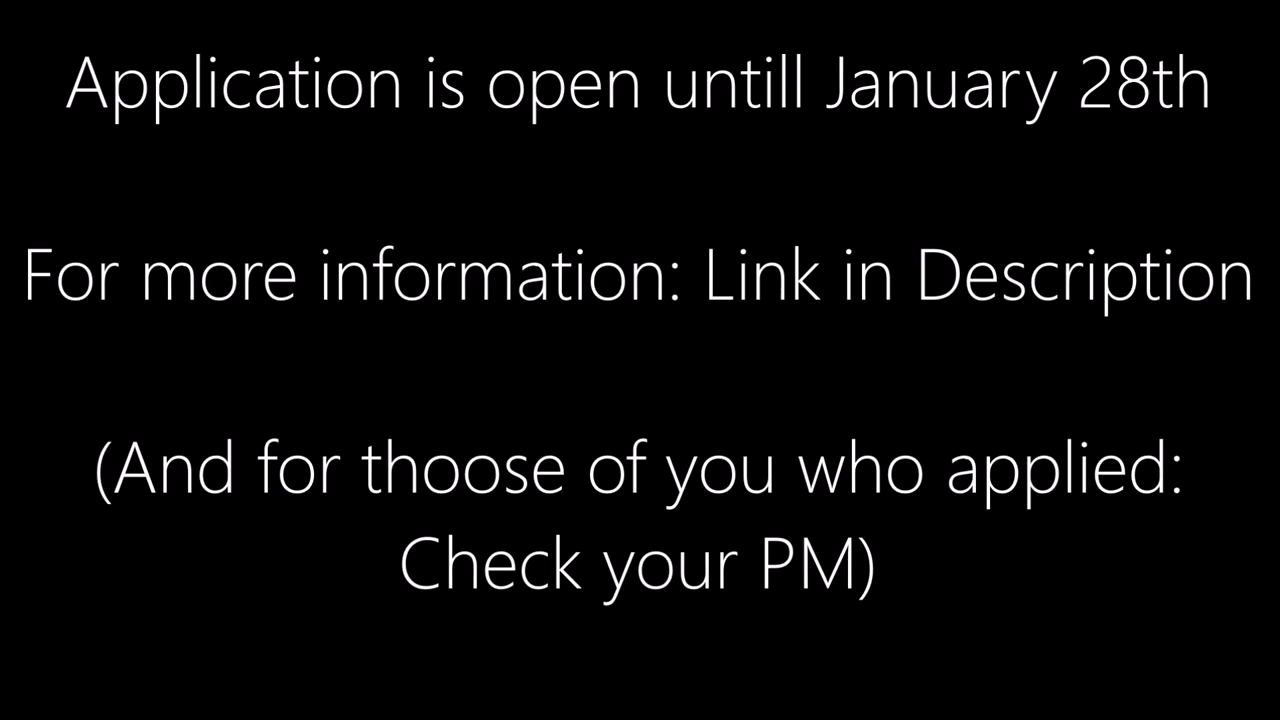 Application is open untill January 28th
For more information: Link in Description
(And for thoose of you who applied:
Check your PM)